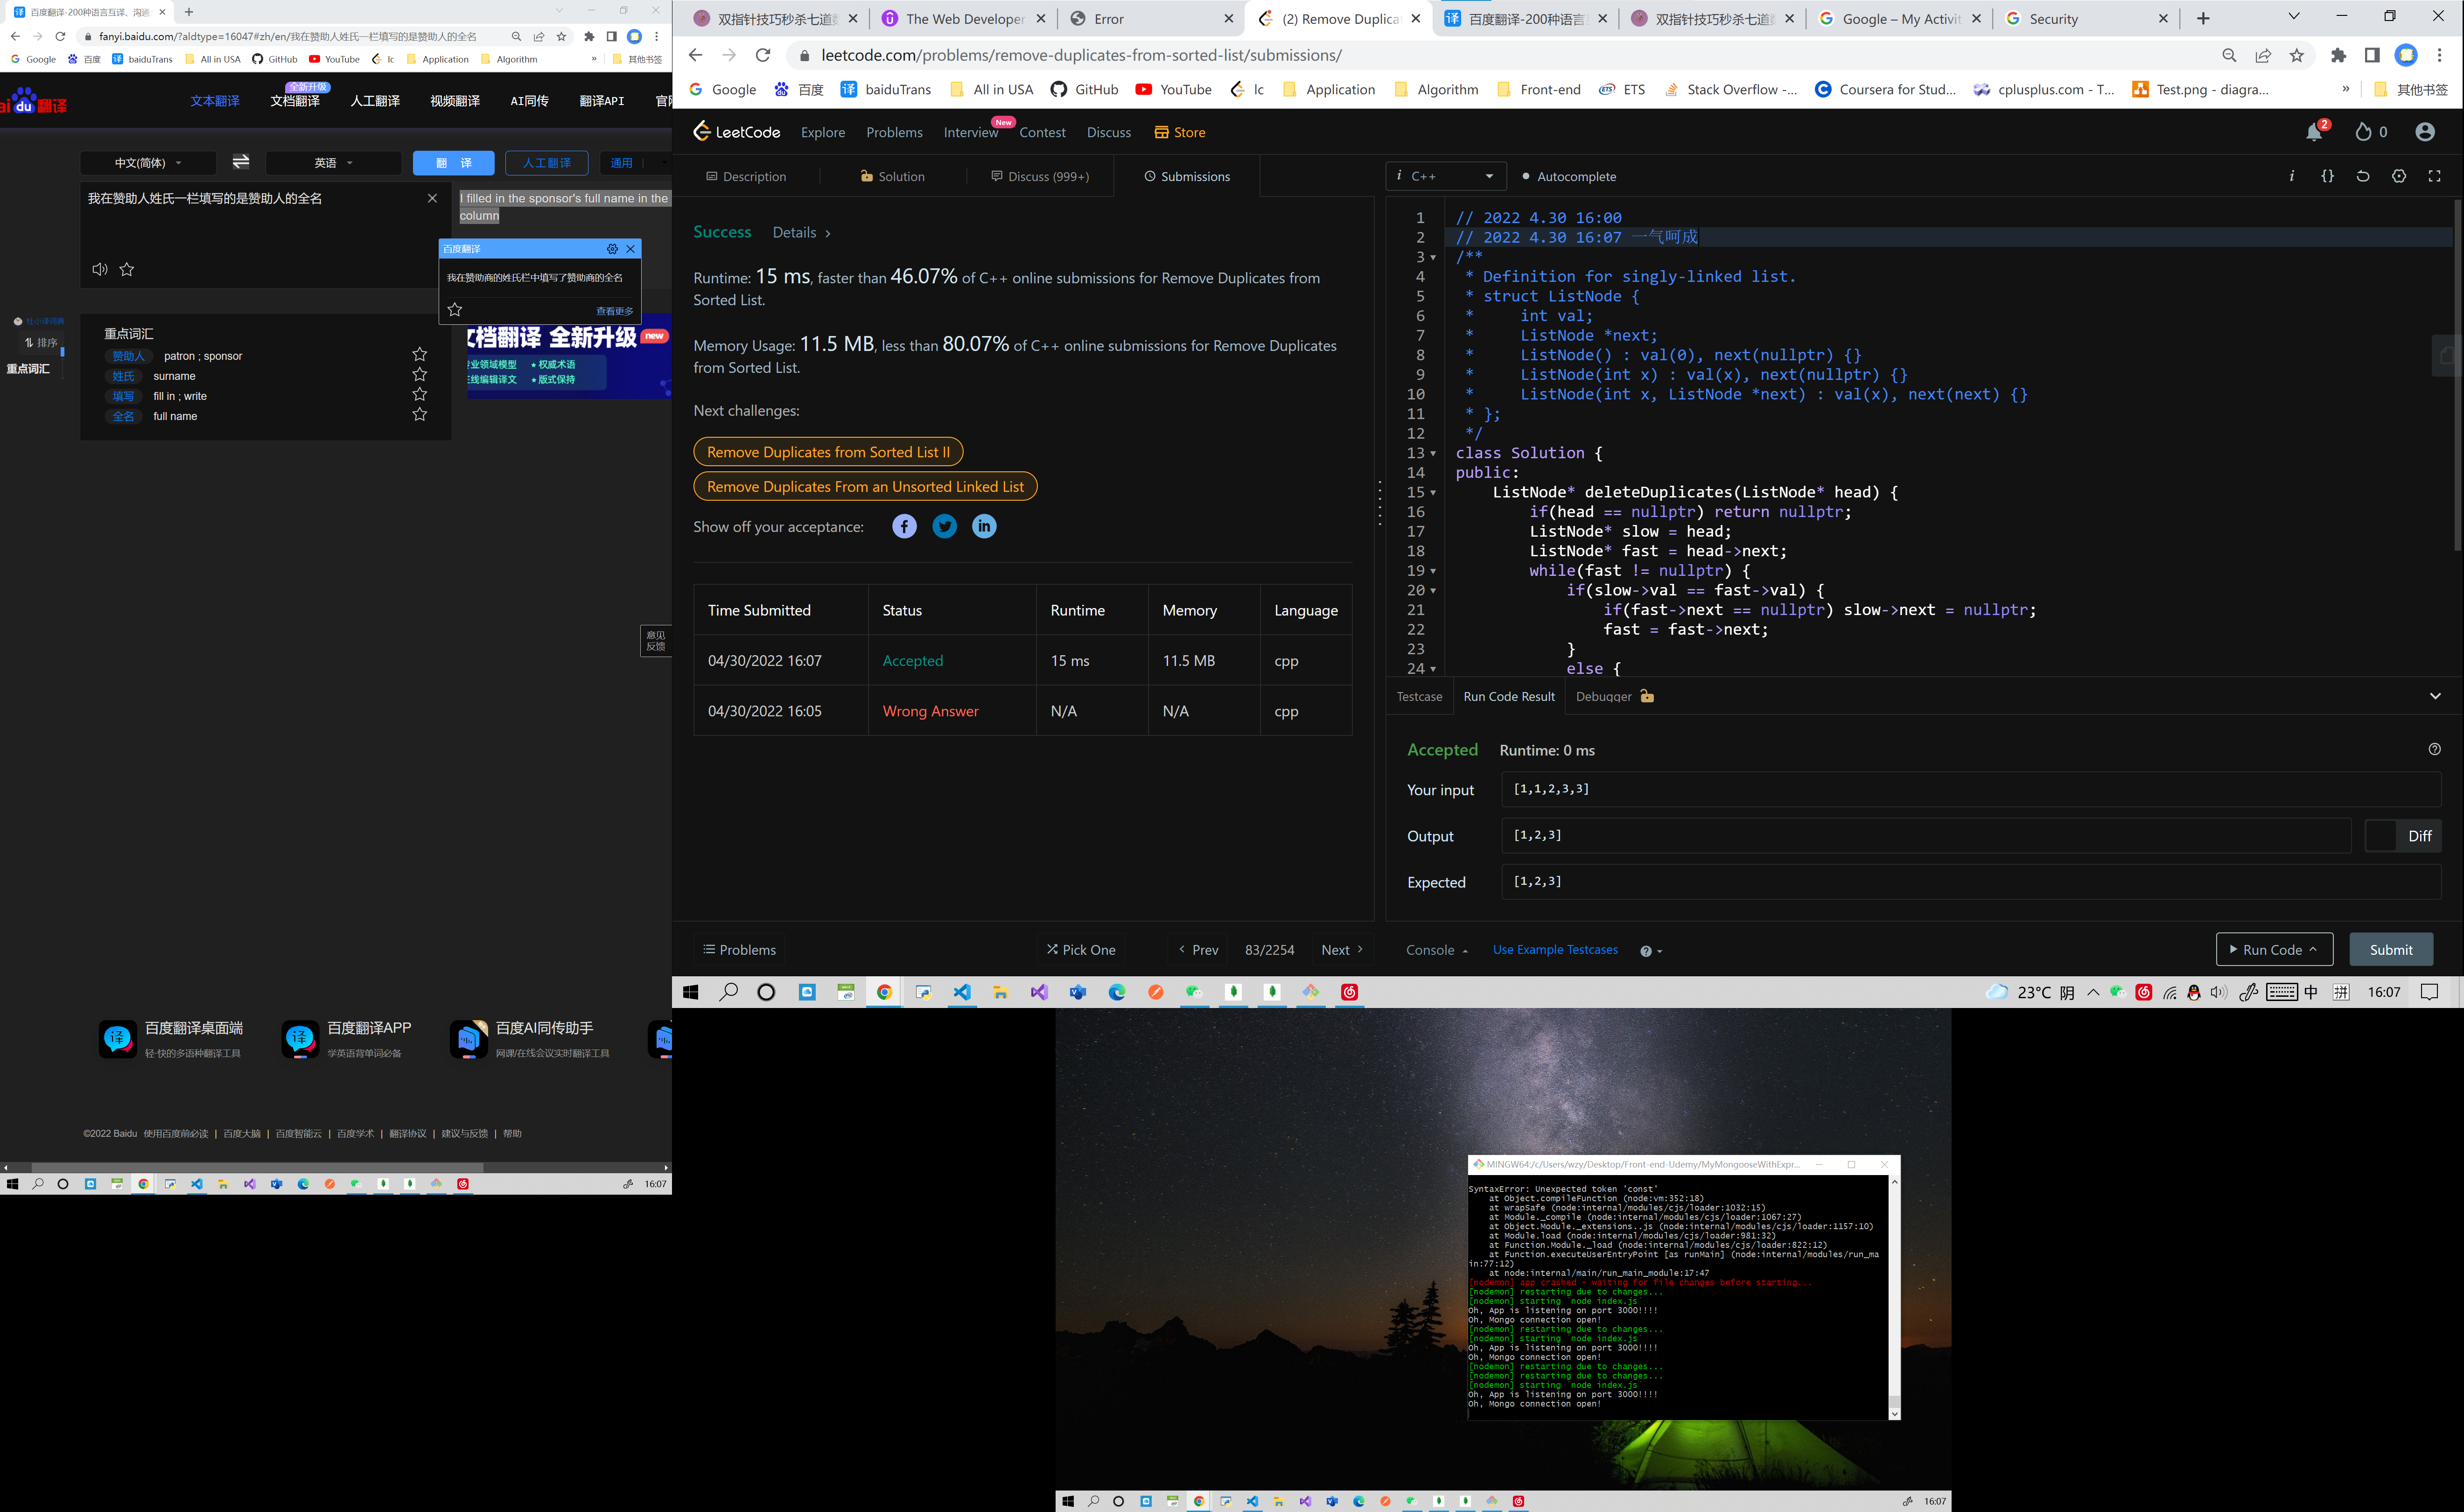 百度翻译-200种语言互译、沟通
fanyi.baidu.com/?aldtype=16047#zh/en/我在赞助人姓氏一栏填写的是赞助人的全名
Google 百度 baiduTrans All in USA GitHub YouTube lc Application Algorithm » 其他书签
du翻译
文本翻译 文档翻译 全新升级 人工翻译 视频翻译 AI同传 翻译API
中文(简体) 英语 翻 译 人工翻译 通用
我在赞助人姓氏一栏填写的是赞助人的全名
I filled in the sponsor's full name in the
column
百度翻译
我在赞助商的姓氏栏中填写了赞助商的全名
查看更多
排序
重点词汇
重点词汇
赞助人 patron ; sponsor
姓氏 surname
填写 fill in ; write
全名 full name
文档翻译 全新升级 new
业领域模型 ★权威术语
线编辑译文 ★版式保持
意见
反馈
百度翻译桌面端
轻·快的多语种翻译工具
百度翻译APP
学英语背单词必备
百度AI同传助手
网课/在线会议实时翻译工具
©2022 Baidu 使用百度前必读 | 百度大脑 | 百度智能云 | 百度学术 | 翻译协议 | 建议与反馈 | 帮助
16:07
双指针技巧秒杀七道 The Web Developer Error (2) Remove Duplica 百度翻译-200种语言 双指针技巧秒杀七道 Google – My Activit Security
leetcode.com/problems/remove-duplicates-from-sorted-list/submissions/
Google 百度 baiduTrans All in USA GitHub YouTube lc Application Algorithm Front-end ETS Stack Overflow -... Coursera for Stud... cplusplus.com - T... Test.png - diagra... » 其他书签
LeetCode Explore Problems Interview New Contest Discuss Store 2 0
Description Solution Discuss (999+) Submissions
Success Details
Runtime: 15 ms, faster than 46.07% of C++ online submissions for Remove Duplicates from
Sorted List.
Memory Usage: 11.5 MB, less than 80.07% of C++ online submissions for Remove Duplicates
from Sorted List.
Next challenges:
Remove Duplicates from Sorted List II
Remove Duplicates From an Unsorted Linked List
Show off your acceptance:
Time Submitted Status Runtime Memory Language
04/30/2022 16:07 Accepted 15 ms 11.5 MB cpp
04/30/2022 16:05 Wrong Answer N/A N/A cpp
Problems Pick One Prev 83/2254 Next
i C++ Autocomplete
1 // 2022 4.30 16:00
2 // 2022 4.30 16:07 一气呵成
3 /**
4 * Definition for singly-linked list.
5 * struct ListNode {
6 * int val;
7 * ListNode *next;
8 * ListNode() : val(0), next(nullptr) {}
9 * ListNode(int x) : val(x), next(nullptr) {}
10 * ListNode(int x, ListNode *next) : val(x), next(next) {}
11 * };
12 */
13 class Solution {
14 public:
15 ListNode* deleteDuplicates(ListNode* head) {
16 if(head == nullptr) return nullptr;
17 ListNode* slow = head;
18 ListNode* fast = head->next;
19 while(fast != nullptr) {
20 if(slow->val == fast->val) {
21 if(fast->next == nullptr) slow->next = nullptr;
22 fast = fast->next;
23 }
24 else {
Testcase Run Code Result Debugger
Accepted Runtime: 0 ms
Your input [1,1,2,3,3]
Output [1,2,3] Diff
Expected [1,2,3]
Console Use Example Testcases Run Code Submit
23°C 阴 中 拼 16:07
MINGW64:/c/Users/wzy/Desktop/Front-end-Udemy/MyMongooseWithExpr...
SyntaxError: Unexpected token 'const'
at Object.compileFunction (node:vm:352:18)
at wrapSafe (node:internal/modules/cjs/loader:1032:15)
at Module._compile (node:internal/modules/cjs/loader:1067:27)
at Object.Module._extensions..js (node:internal/modules/cjs/loader:1157:10)
at Module.load (node:internal/modules/cjs/loader:981:32)
at Function.Module._load (node:internal/modules/cjs/loader:822:12)
at Function.executeUserEntryPoint [as runMain] (node:internal/modules/run_ma
in:77:12)
at node:internal/main/run_main_module:17:47
[nodemon] app crashed - waiting for file changes before starting...
[nodemon] restarting due to changes...
[nodemon] starting `node index.js`
Oh, App is listening on port 3000!!!!
Oh, Mongo connection open!
[nodemon] restarting due to changes...
[nodemon] starting `node index.js`
Oh, App is listening on port 3000!!!!
Oh, Mongo connection open!
[nodemon] restarting due to changes...
[nodemon] restarting due to changes...
[nodemon] starting `node index.js`
Oh, App is listening on port 3000!!!!
Oh, Mongo connection open!
16:07